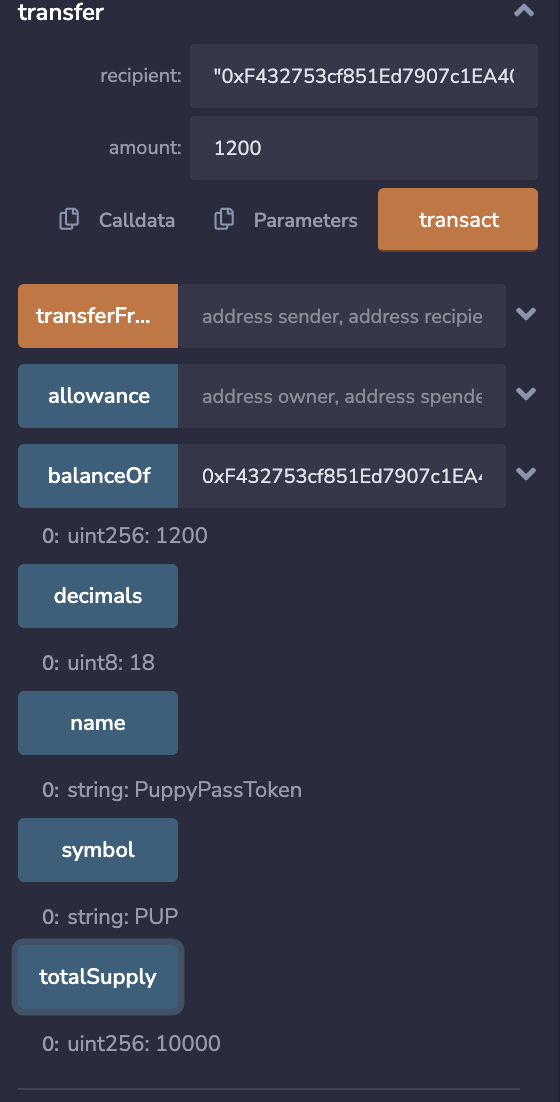 transfer
recipient: "0xF432753cf851Ed7907c1EA4
amount: 1200
Calldata Parameters transact
transferFr... address sender, address recipie
allowance address owner, address spende
balanceOf 0xF432753cf851Ed7907c1EA
0: uint256: 1200
decimals
0: uint8: 18
name
0: string: PuppyPassToken
symbol
0: string: PUP
totalSupply
0: uint256: 10000